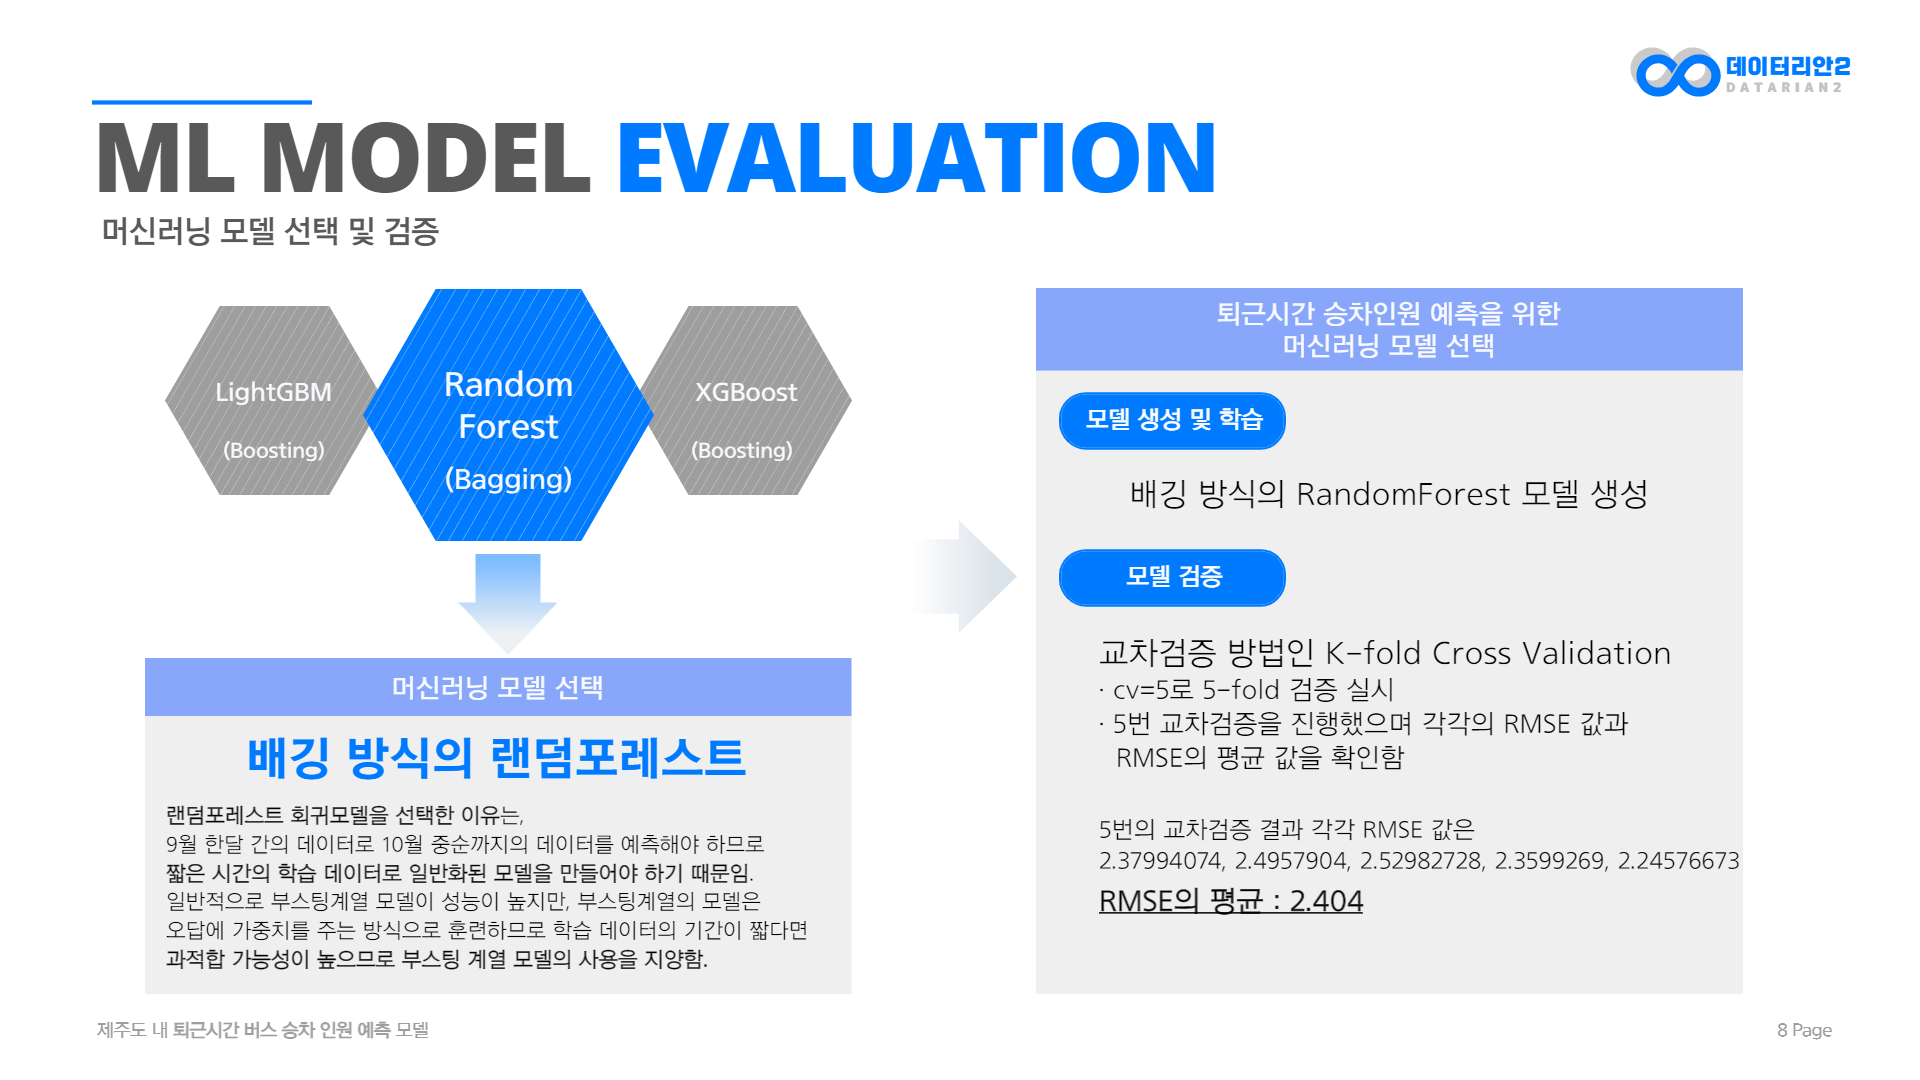 데이터리안2
DATARIAN2
ML MODEL EVALUATION
머신러닝 모델 선택 및 검증
LightGBM
(Boosting)
Random
Forest
(Bagging)
XGBoost
(Boosting)
머신러닝 모델 선택
배깅 방식의 랜덤포레스트
랜덤포레스트 회귀모델을 선택한 이유는,
9월 한달 간의 데이터로 10월 중순까지의 데이터를 예측해야 하므로
짧은 시간의 학습 데이터로 일반화된 모델을 만들어야 하기 때문임.
일반적으로 부스팅계열 모델이 성능이 높지만, 부스팅계열의 모델은
오답에 가중치를 주는 방식으로 훈련하므로 학습 데이터의 기간이 짧다면
과적합 가능성이 높으므로 부스팅 계열 모델의 사용을 지양함.
퇴근시간 승차인원 예측을 위한
머신러닝 모델 선택
모델 생성 및 학습
배깅 방식의 RandomForest 모델 생성
모델 검증
교차검증 방법인 K-fold Cross Validation
· cv=5로 5-fold 검증 실시
· 5번 교차검증을 진행했으며 각각의 RMSE 값과
RMSE의 평균 값을 확인함
5번의 교차검증 결과 각각 RMSE 값은
2.37994074, 2.4957904, 2.52982728, 2.3599269, 2.24576673
RMSE의 평균 : 2.404
제주도 내 퇴근시간 버스 승차 인원 예측 모델
8 Page